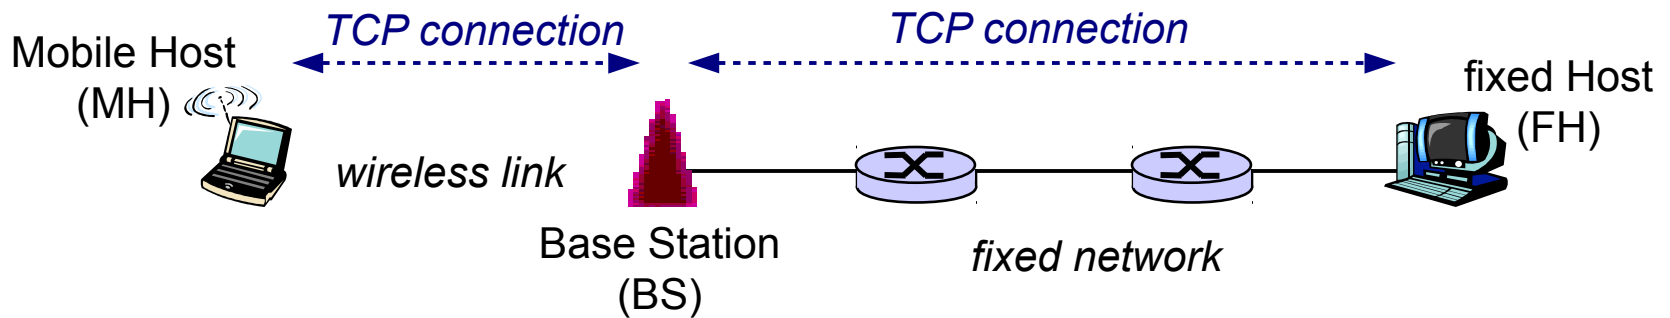 TCP connection
TCP connection
Mobile Host
(MH)
fixed Host
(FH)
wireless link
Base Station
(BS)
fixed network